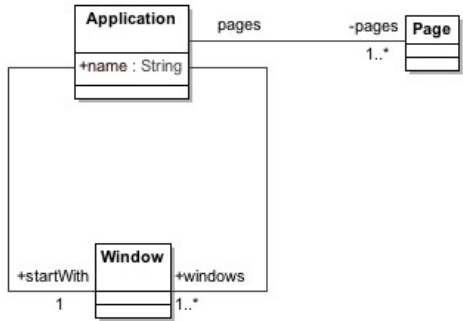 Application
pages
-pages
Page
1..*
+name : String
Window
+startWith
+windows
1
1..*